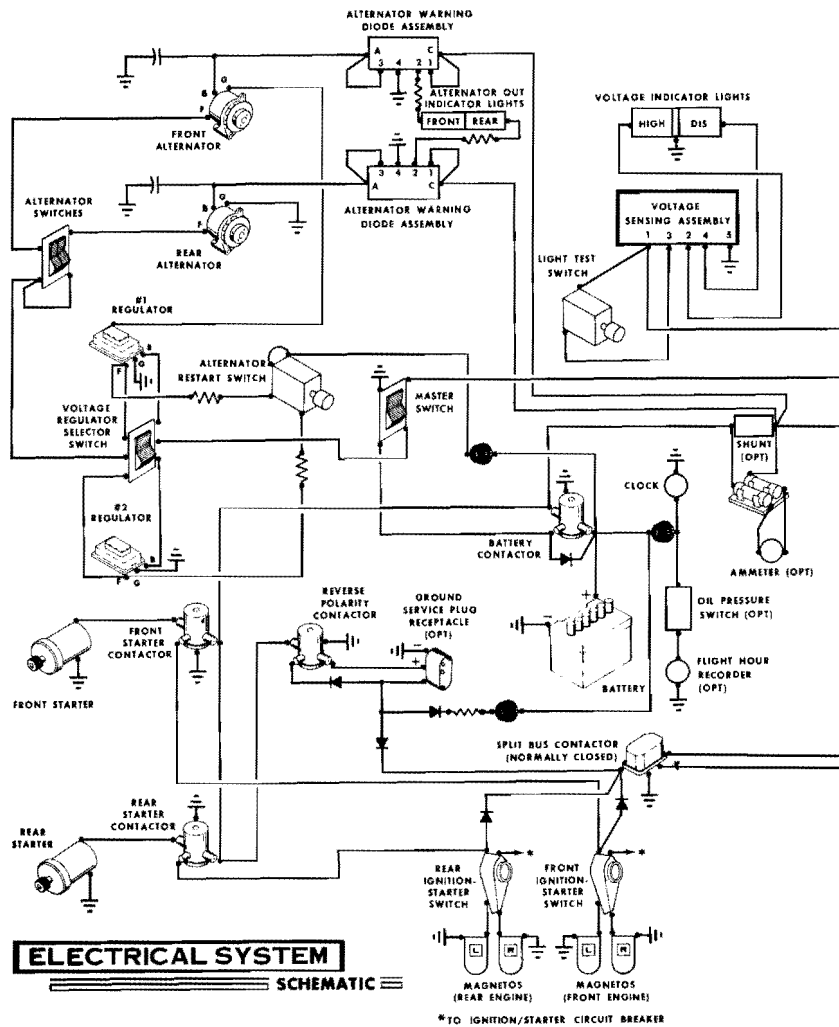 ALTERNATOR WARNING
DIODE ASSEMBLY
A
C
3 4 2 1
ALTERNATOR OUT
INDICATOR LIGHTS
FRONT REAR
B
G
F
FRONT
ALTERNATOR
VOLTAGE INDICATOR LIGHTS
HIGH DIS
3 4 2 1
A
C
ALTERNATOR WARNING
DIODE ASSEMBLY
ALTERNATOR
SWITCHES
B
G
F
REAR
ALTERNATOR
VOLTAGE
SENSING ASSEMBLY
1 3 2 4 5
LIGHT TEST
SWITCH
#1
REGULATOR
B
G
F
ALTERNATOR
RESTART SWITCH
MASTER
SWITCH
VOLTAGE
REGULATOR
SELECTOR
SWITCH
SHUNT
(OPT)
CLOCK
#2
REGULATOR
B
F G
BATTERY
CONTACTOR
AMMETER (OPT)
REVERSE
POLARITY
CONTACTOR
GROUND
SERVICE PLUG
RECEPTACLE
(OPT)
- +
- +
OIL PRESSURE
SWITCH (OPT)
FRONT
STARTER
CONTACTOR
FRONT STARTER
BATTERY
FLIGHT HOUR
RECORDER
(OPT)
SPLIT BUS CONTACTOR
(NORMALLY CLOSED)
*
REAR
STARTER
CONTACTOR
REAR
STARTER
*
*
REAR
IGNITION-
STARTER
SWITCH
FRONT
IGNITION-
STARTER
SWITCH
L R
L R
MAGNETOS
(REAR ENGINE)
MAGNETOS
(FRONT ENGINE)
ELECTRICAL SYSTEM
SCHEMATIC
*TO IGNITION/STARTER CIRCUIT BREAKER